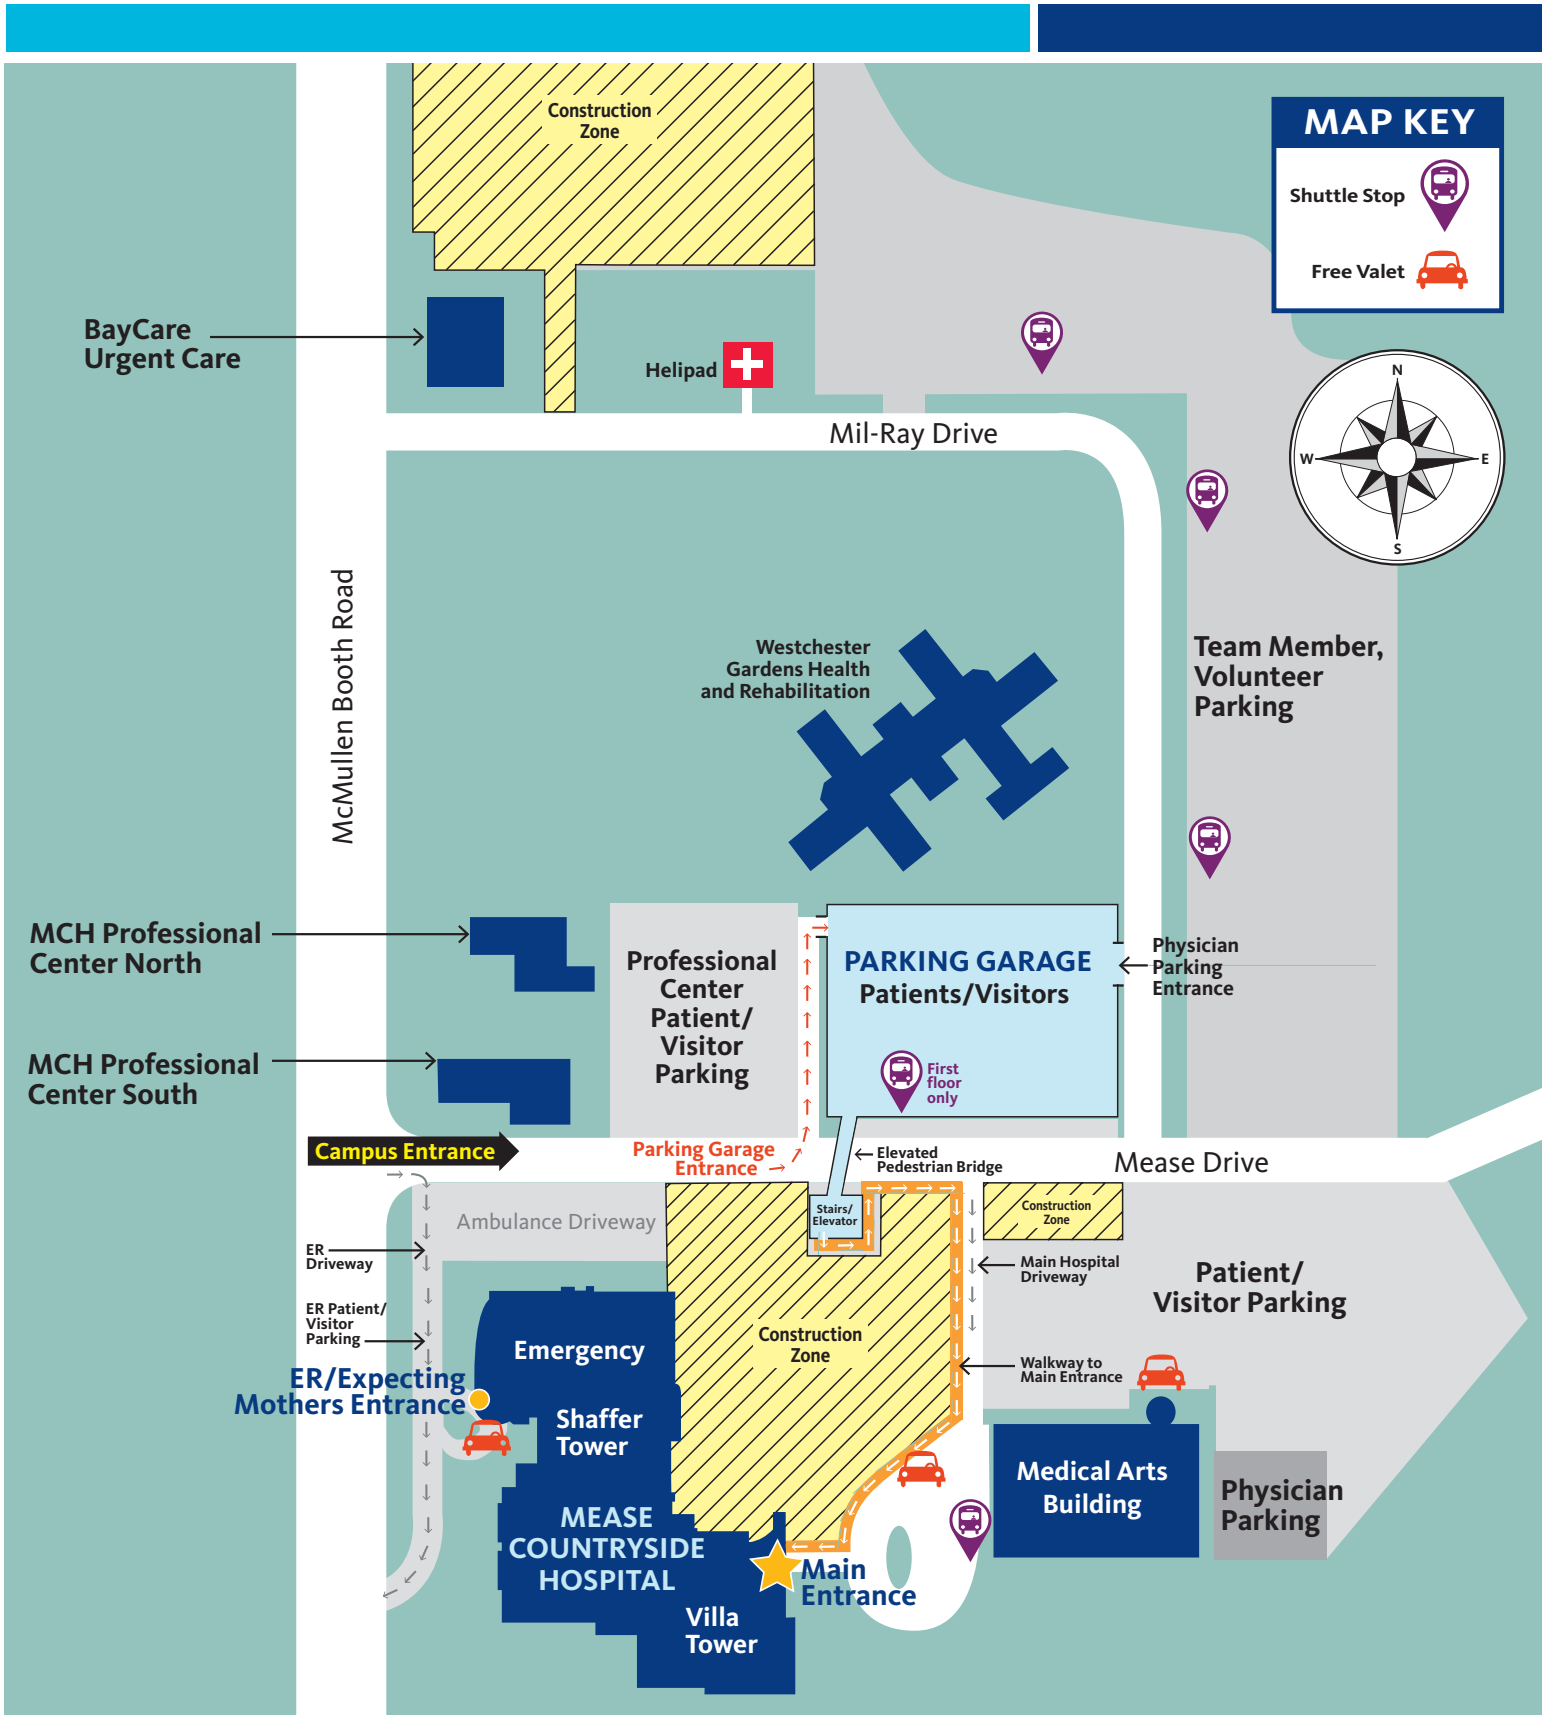 Construction
Zone
MAP KEY
Shuttle Stop
Free Valet
BayCare
Urgent Care
Helipad
N
W
E
S
Mil-Ray Drive
McMullen Booth Road
Westchester
Gardens Health
and Rehabilitation
Team Member,
Volunteer
Parking
MCH Professional
Center North
Professional
Center
Patient/
Visitor
Parking
PARKING GARAGE
Patients/Visitors
Physician
Parking
Entrance
MCH Professional
Center South
First
floor
only
Campus Entrance
Parking Garage
Entrance
Elevated
Pedestrian Bridge
Mease Drive
Ambulance Driveway
Stairs/
Elevator
Construction
Zone
ER
Driveway
Main Hospital
Driveway
Patient/
Visitor Parking
ER Patient/
Visitor
Parking
Emergency
Construction
Zone
Walkway to
Main Entrance
ER/Expecting
Mothers Entrance
Shaffer
Tower
Medical Arts
Building
Physician
Parking
MEASE
COUNTRYSIDE
HOSPITAL
Main
Entrance
Villa
Tower